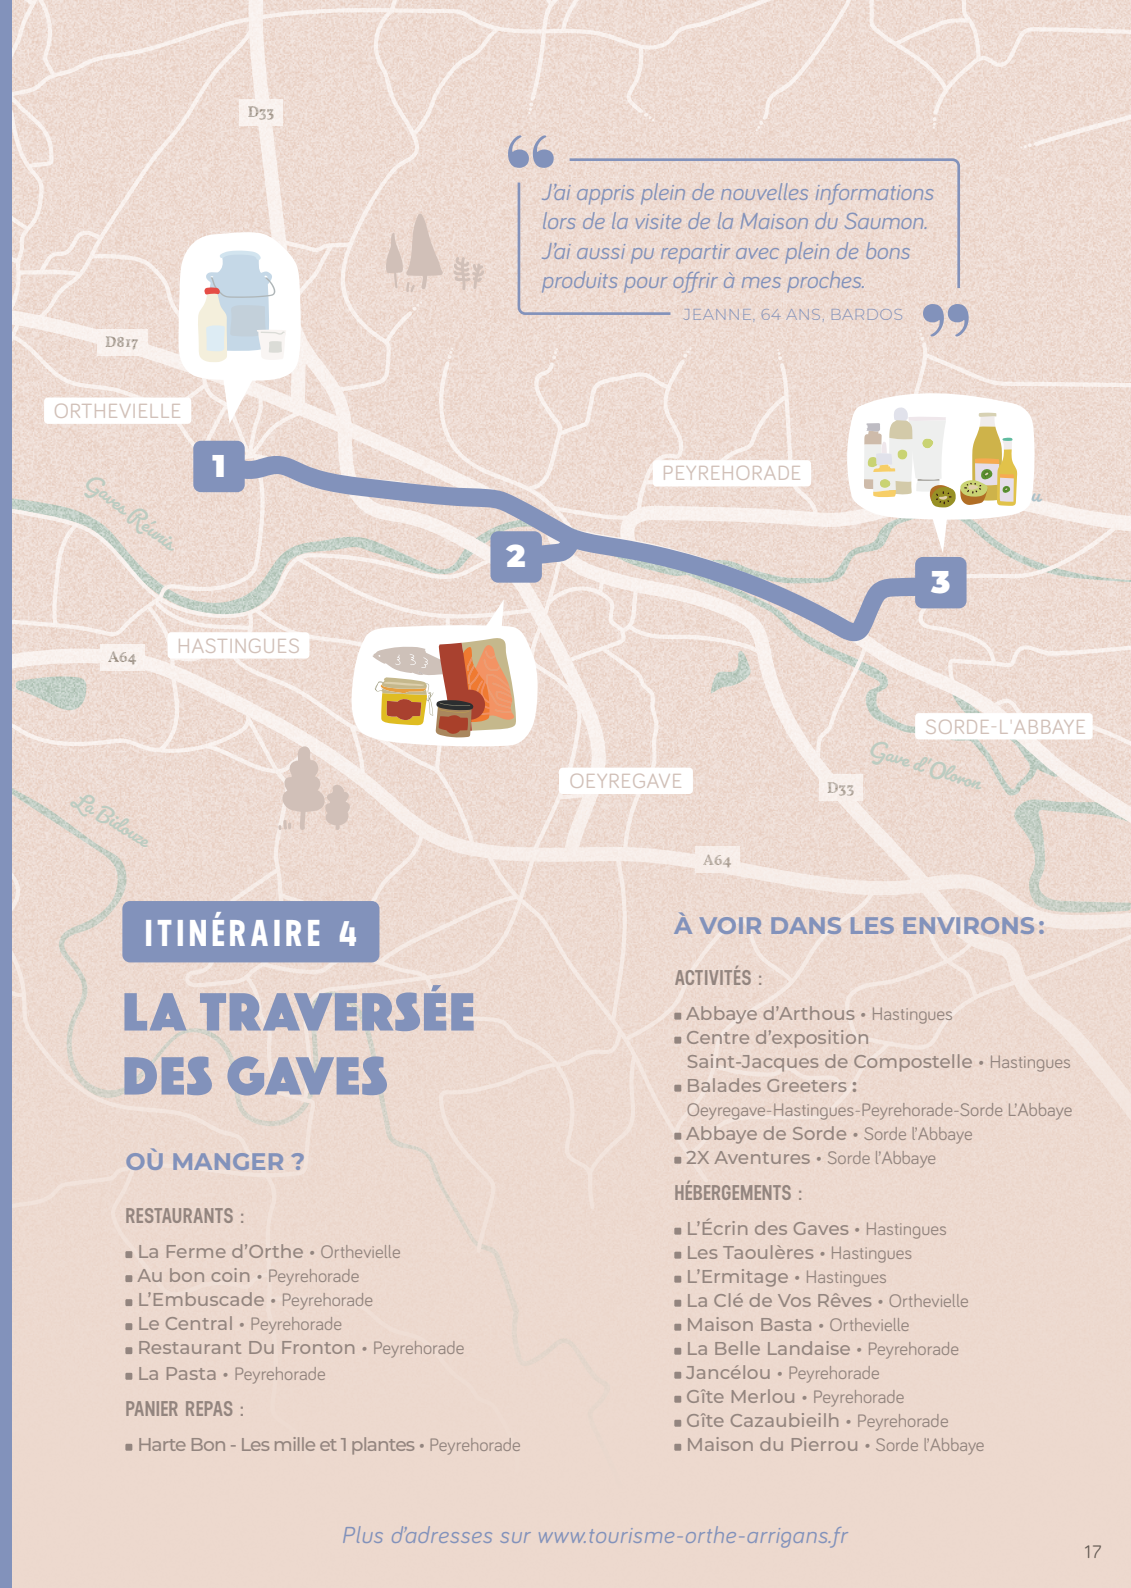 D33
J'ai appris plein de nouvelles informations
lors de la visite de la Maison du Saumon.
J'ai aussi pu repartir avec plein de bons
produits pour offrir à mes proches.
JEANNE, 64 ANS, BARDOS
D817
ORTHEVIELLE
1
PEYREHORADE
Gaves Réunis
2
3
HASTINGUES
A64
SORDE-L'ABBAYE
Gave d'Oloron
OEYREGAVE
D33
La Bidouze
A64
ITINÉRAIRE 4
LA TRAVERSÉE
DES GAVES
OÙ MANGER ?
RESTAURANTS :
▪ La Ferme d'Orthe • Orthevielle
▪ Au bon coin • Peyrehorade
▪ L'Embuscade • Peyrehorade
▪ Le Central • Peyrehorade
▪ Restaurant Du Fronton • Peyrehorade
▪ La Pasta • Peyrehorade
PANIER REPAS :
▪ Harte Bon - Les mille et 1 plantes • Peyrehorade
À VOIR DANS LES ENVIRONS :
ACTIVITÉS :
▪ Abbaye d'Arthous • Hastingues
▪ Centre d'exposition
Saint-Jacques de Compostelle • Hastingues
▪ Balades Greeters :
Oeyregave-Hastingues-Peyrehorade-Sorde L'Abbaye
▪ Abbaye de Sorde • Sorde l'Abbaye
▪ 2X Aventures • Sorde l'Abbaye
HÉBERGEMENTS :
▪ L'Écrin des Gaves • Hastingues
▪ Les Taoulères • Hastingues
▪ L'Ermitage • Hastingues
▪ La Clé de Vos Rêves • Orthevielle
▪ Maison Basta • Orthevielle
▪ La Belle Landaise • Peyrehorade
▪ Jancélou • Peyrehorade
▪ Gîte Merlou • Peyrehorade
▪ Gîte Cazaubieilh • Peyrehorade
▪ Maison du Pierrou • Sorde l'Abbaye
Plus d'adresses sur www.tourisme-orthe-arrigans.fr
17